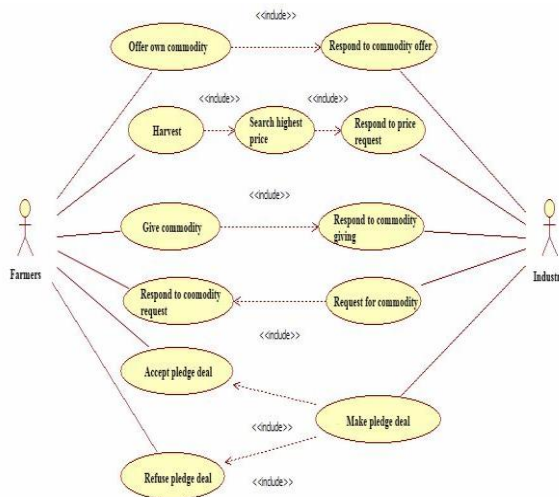 <<include>>
Offer own commodity
Respond to commodity offer
<<include>>
<<include>>
Harvest
Search highest
price
Respond to price
request
<<include>>
Give commodity
Respond to commodity
giving
Farmers
Industr
Respond to coomodity
request
Request for commodity
<<include>>
Accept pledge deal
Make pledge deal
<<include>>
Refuse pledge deal
<<include>>